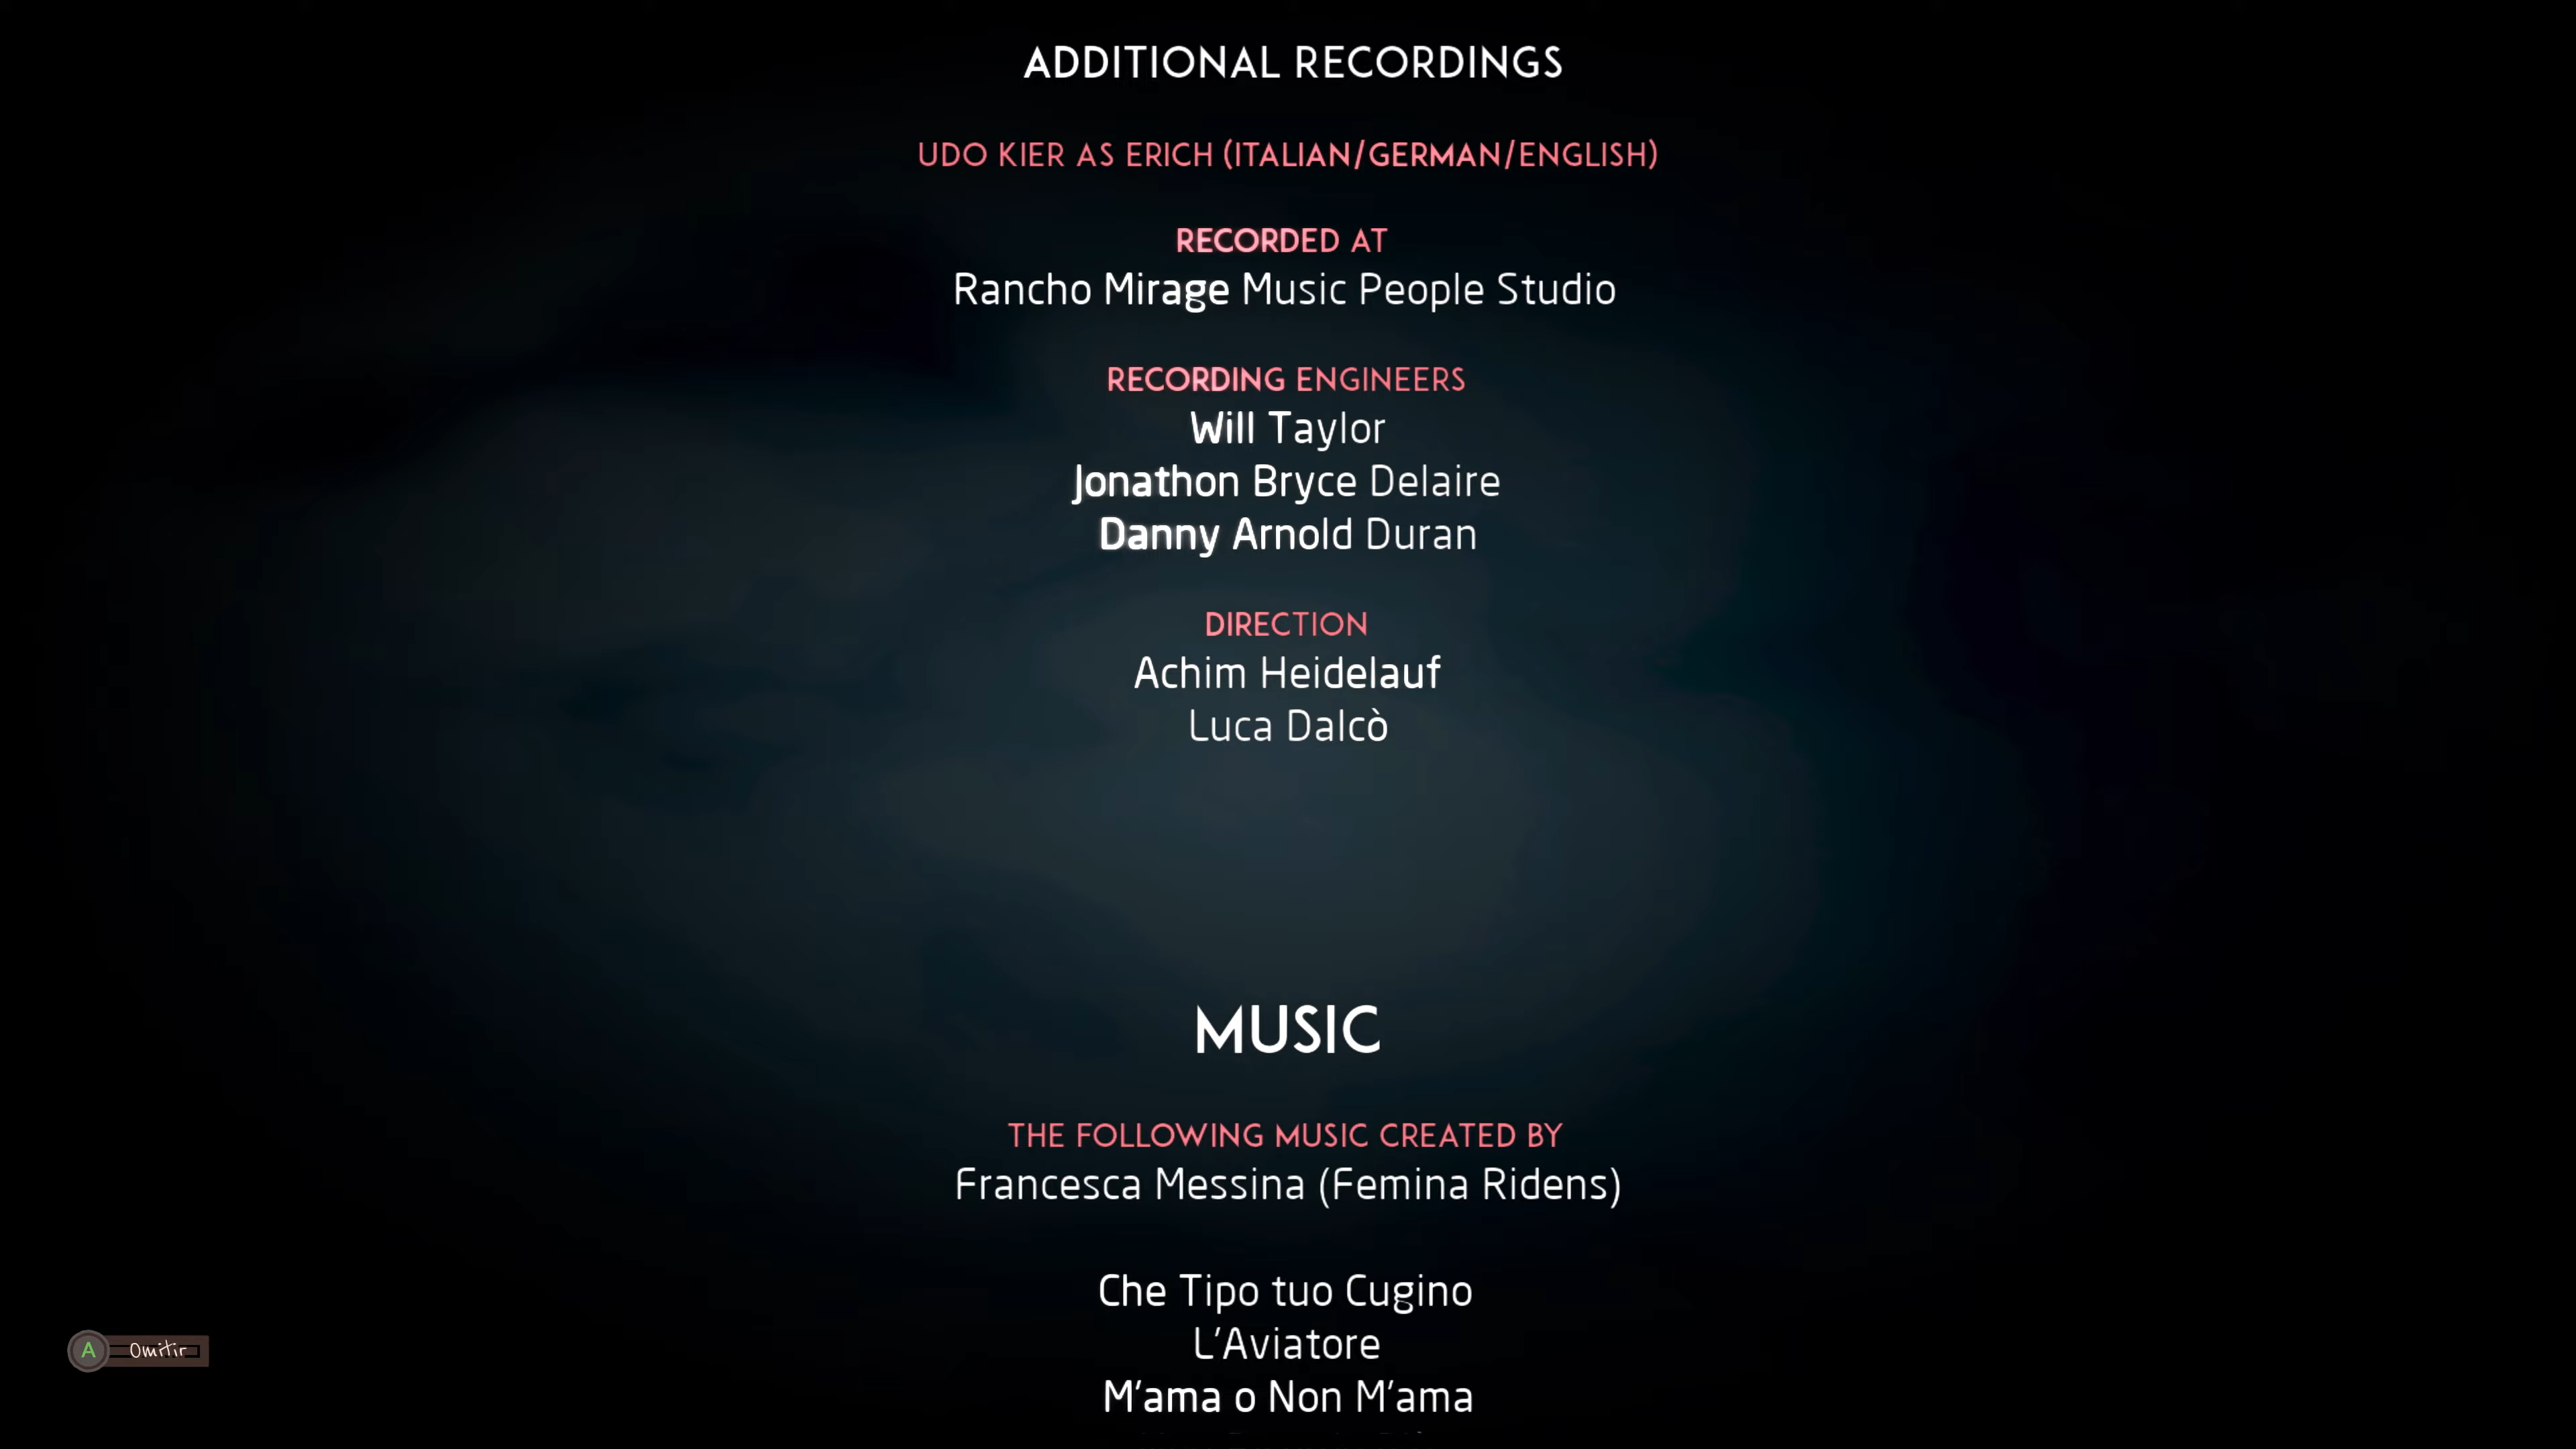 ADDITIONAL RECORDINGS
UDO KIER AS ERICH (ITALIAN/GERMAN/ENGLISH)
RECORDED AT
Rancho Mirage Music People Studio
RECORDING ENGINEERS
Will Taylor
Jonathon Bryce Delaire
Danny Arnold Duran
DIRECTION
Achim Heidelauf
Luca Dalcò
MUSIC
THE FOLLOWING MUSIC CREATED BY
Francesca Messina (Femina Ridens)
Che Tipo tuo Cugino
L'Aviatore
M'ama o Non M'ama
A Omitir